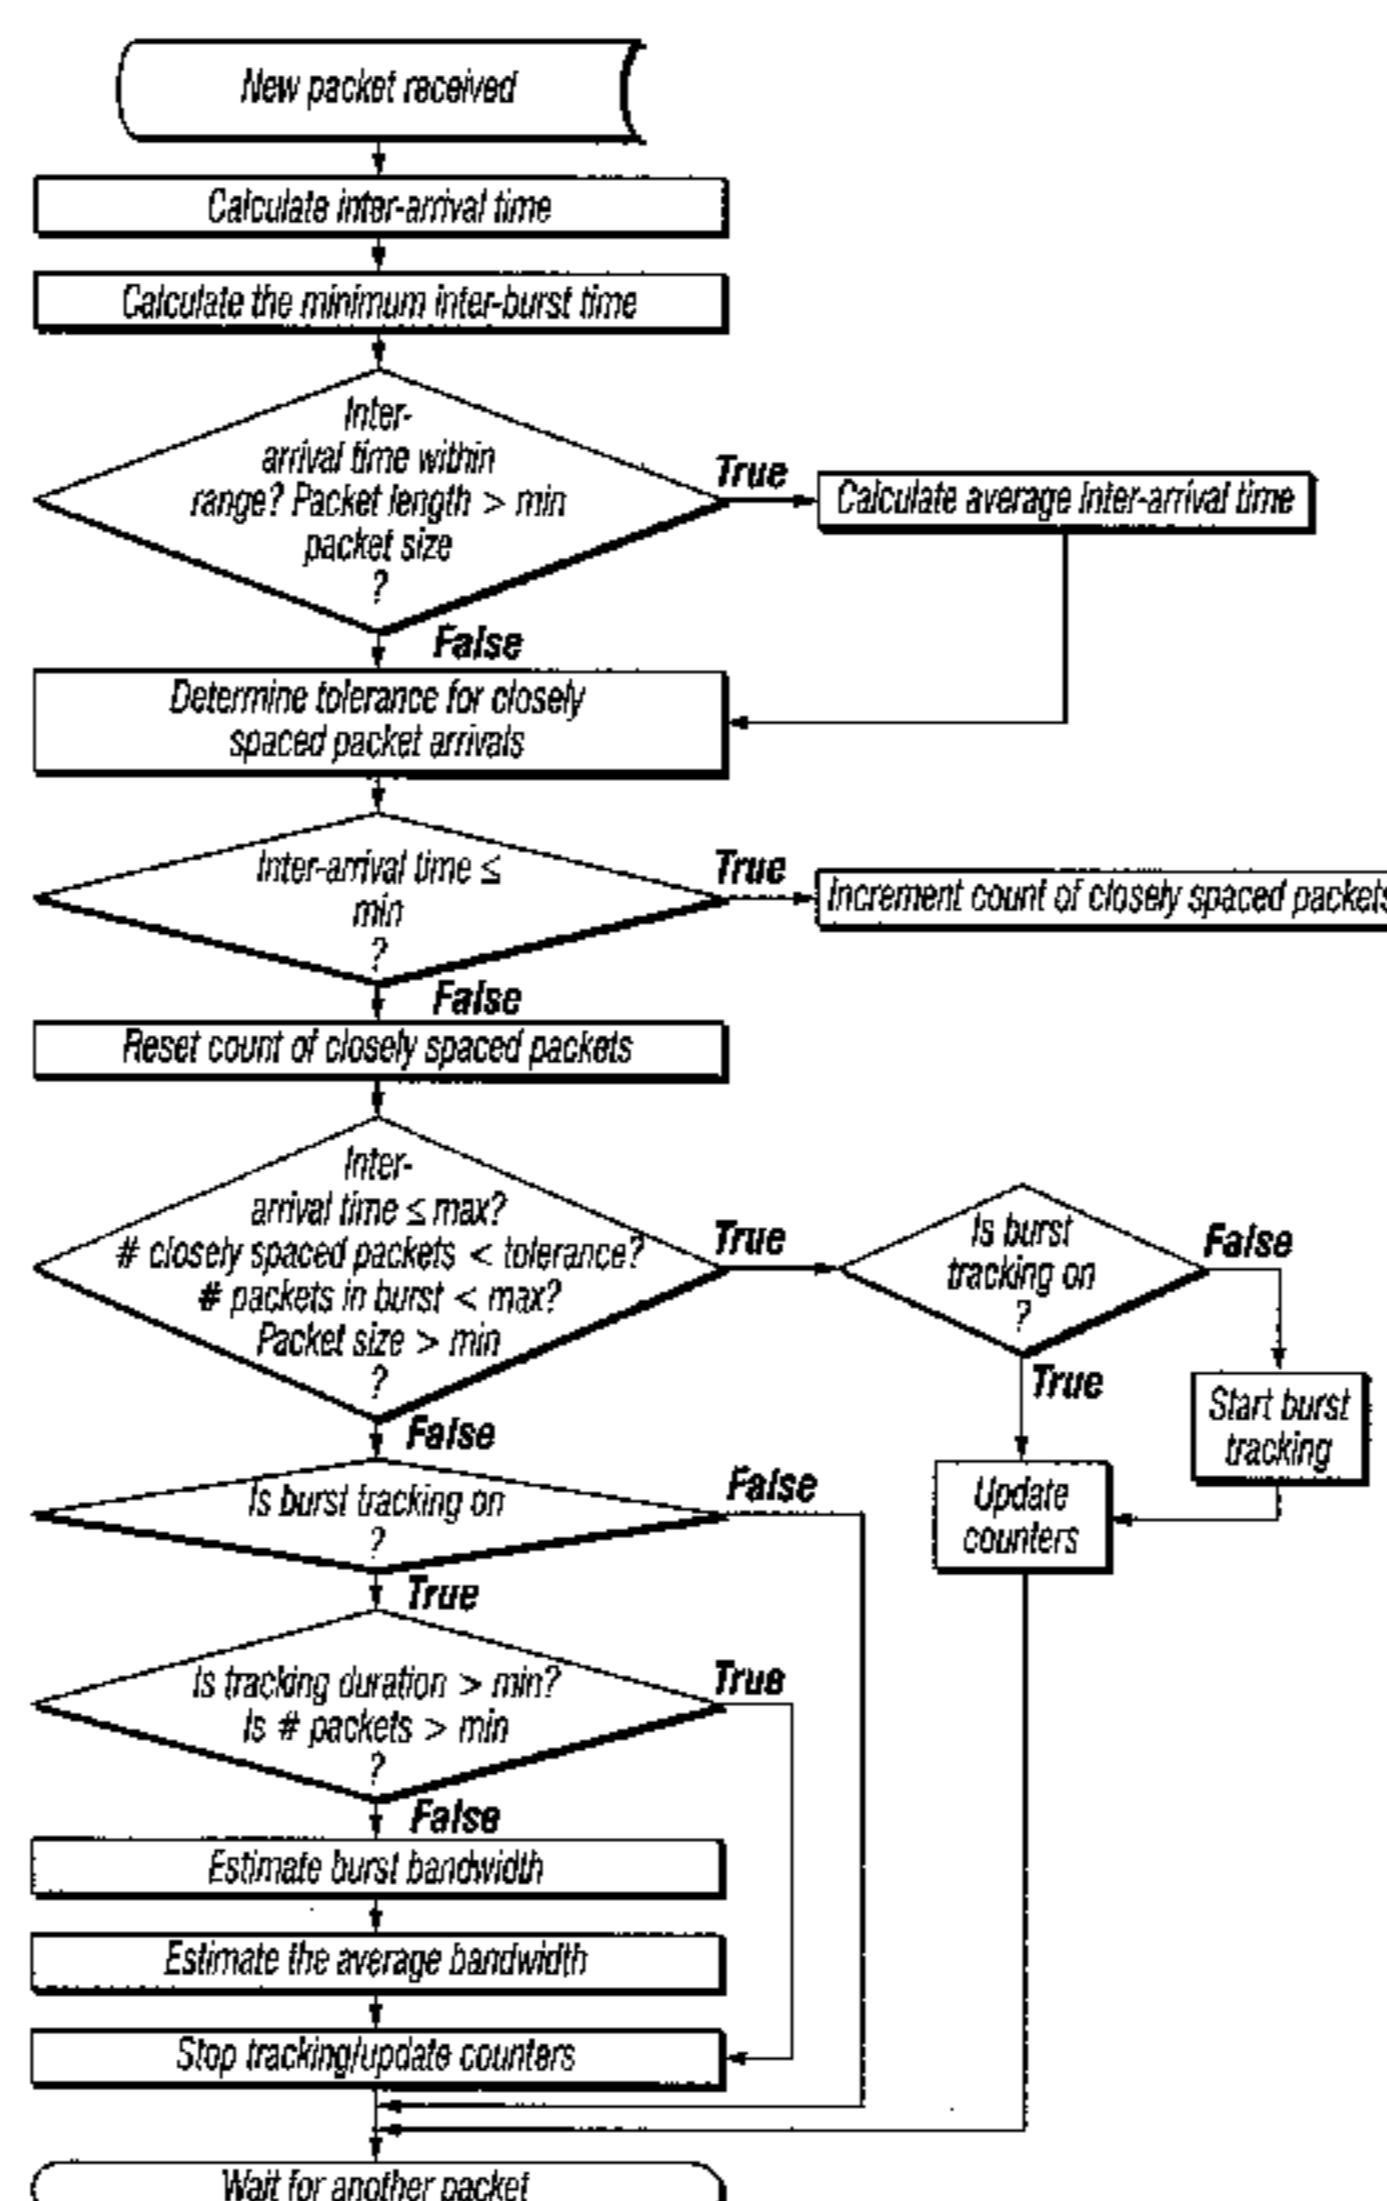 New packet received
Calculate inter-arrival time
Calculate the minimum inter-burst time
Inter-
arrival time within
range? Packet length > min
packet size
?
True
Calculate average inter-arrival time
False
Determine tolerance for closely
spaced packet arrivals
Inter-arrival time ≤
min
?
True
Increment count of closely spaced packets
False
Reset count of closely spaced packets
Inter-
arrival time ≤ max?
# closely spaced packets < tolerance?
# packets in burst < max?
Packet size > min
?
True
Is burst
tracking on
?
False
True
Start burst
tracking
Update
counters
False
Is burst tracking on
?
False
True
Is tracking duration > min?
Is # packets > min
?
True
False
Estimate burst bandwidth
Estimate the average bandwidth
Stop tracking/update counters
Wait for another packet